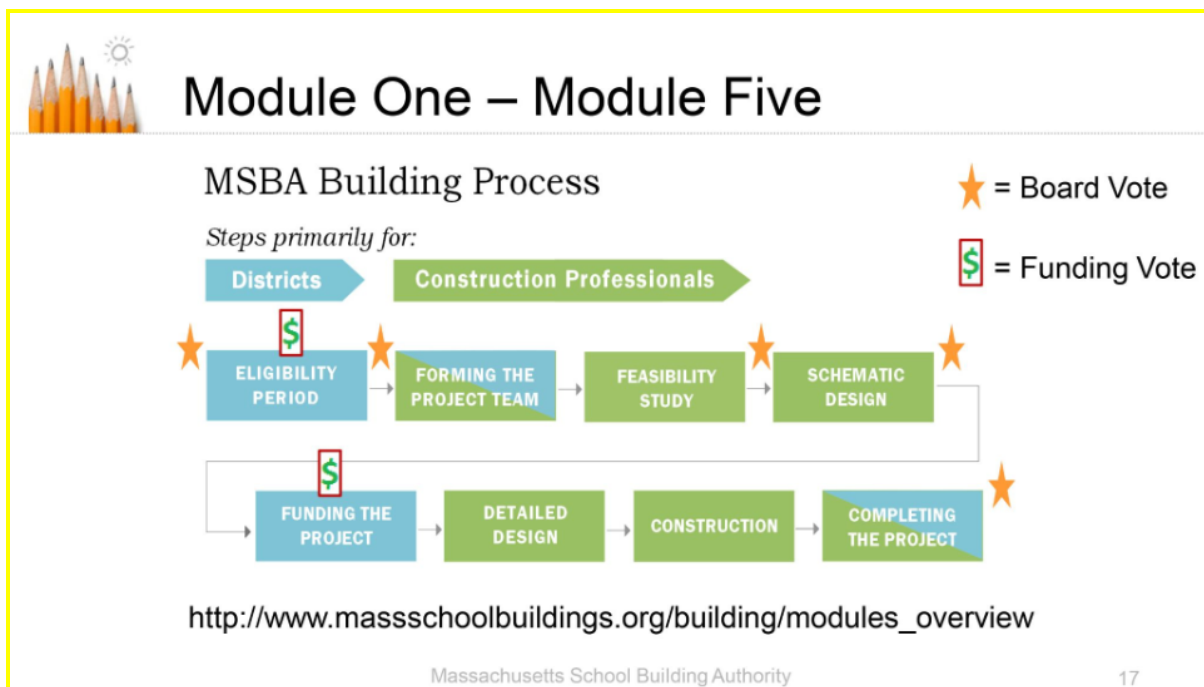 Module One – Module Five
MSBA Building Process
= Board Vote
Steps primarily for:
Districts
Construction Professionals
$ = Funding Vote
$
ELIGIBILITY
PERIOD
FORMING THE
PROJECT TEAM
FEASIBILITY
STUDY
SCHEMATIC
DESIGN
$
FUNDING THE
PROJECT
DETAILED
DESIGN
CONSTRUCTION
COMPLETING
THE PROJECT
http://www.massschoolbuildings.org/building/modules_overview
Massachusetts School Building Authority
17